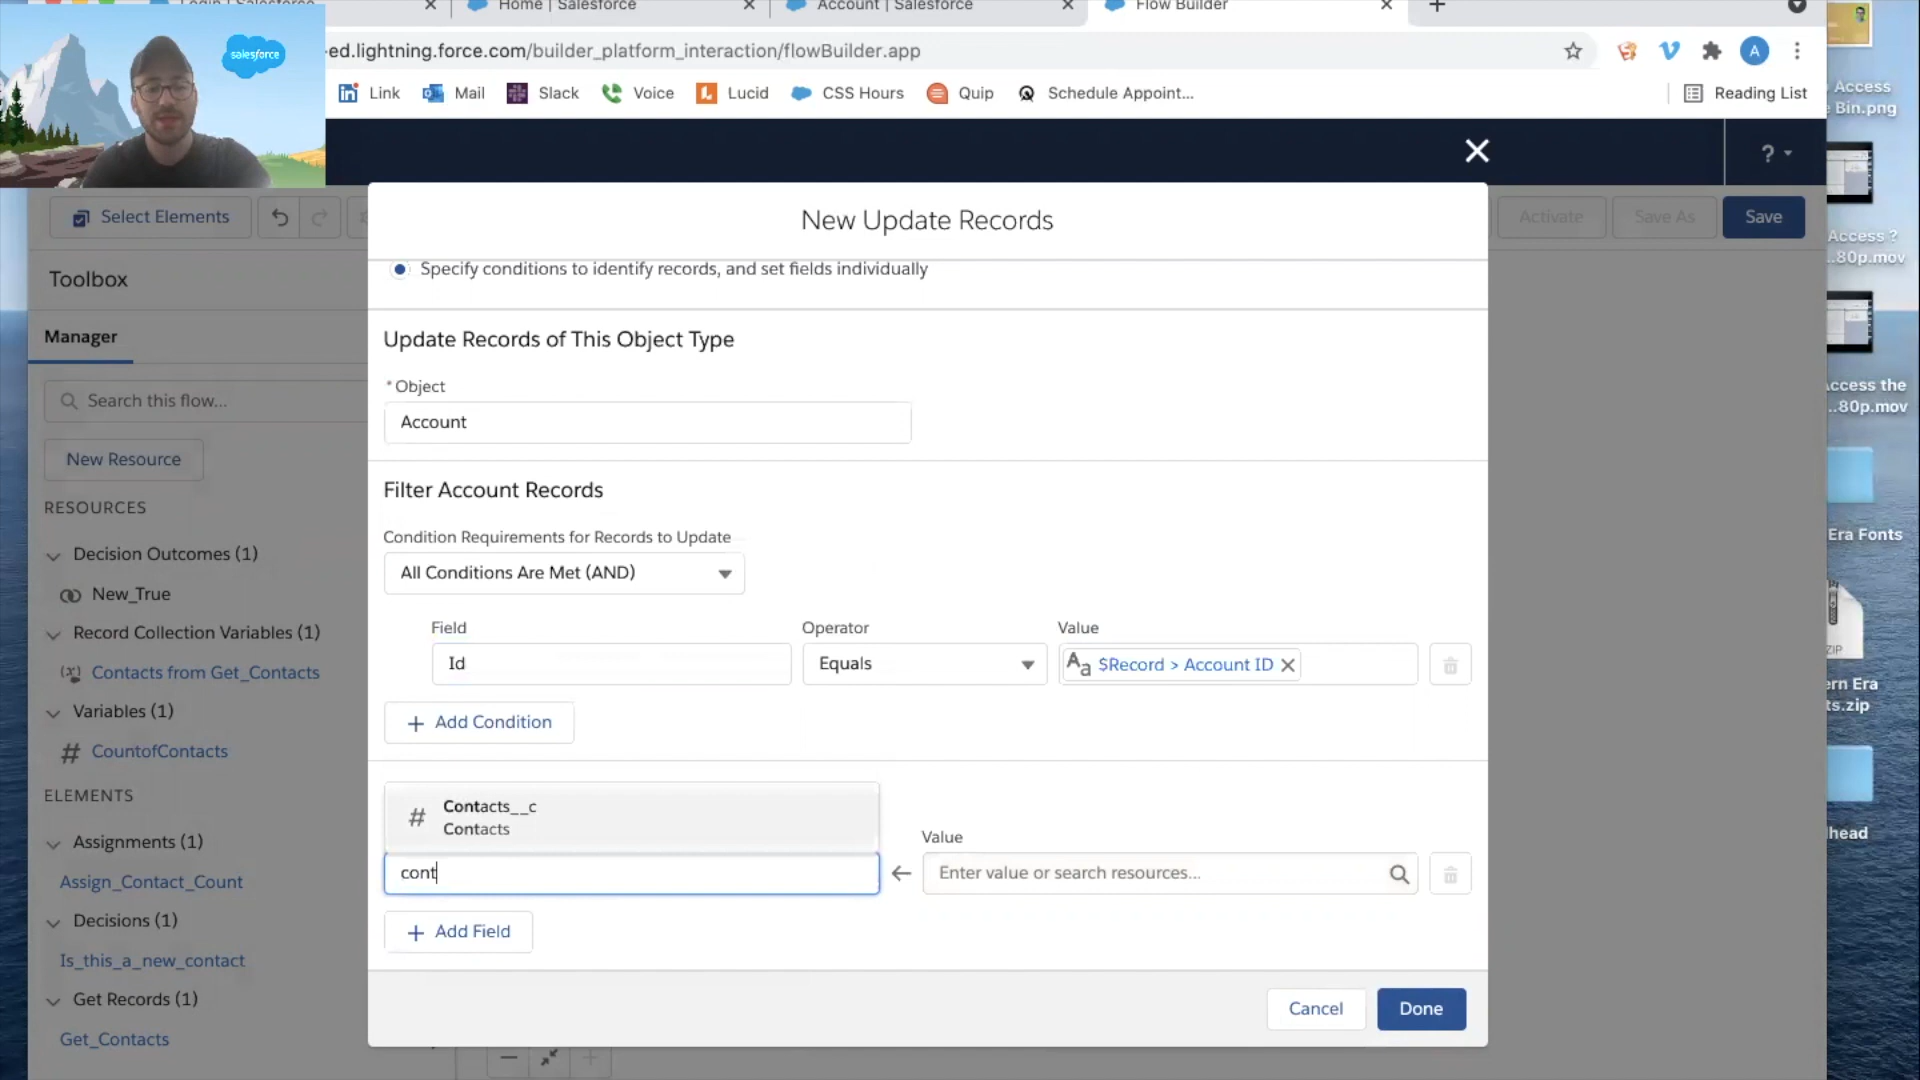 Login | Salesforce
Home | Salesforce
Account | Salesforce
Flow Builder
salesforce
-ed.lightning.force.com/builder_platform_interaction/flowBuilder.app
A
Link
Mail
Slack
Voice
Lucid
CSS Hours
Quip
Schedule Appoint...
Reading List
Access
Bin.png
?
New Update Records
Select Elements
Activate
Save As
Save
Access ?
..80p.mov
Specify conditions to identify records, and set fields individually
Toolbox
Manager
Update Records of This Object Type
*Object
Account
Search this flow...
Access the
..80p.mov
New Resource
Filter Account Records
RESOURCES
Condition Requirements for Records to Update
All Conditions Are Met (AND)
Era Fonts
Decision Outcomes (1)
New_True
Record Collection Variables (1)
Field
Operator
Value
Id
Equals
$Record > Account ID
ZIP
Contacts from Get_Contacts
ern Era
ts.zip
Variables (1)
+ Add Condition
CountofContacts
ELEMENTS
Contacts__c
Contacts
Value
Assignments (1)
cont
Enter value or search resources...
head
Assign_Contact_Count
Decisions (1)
+ Add Field
Is_this_a_new_contact
Get Records (1)
Cancel
Done
Get_Contacts